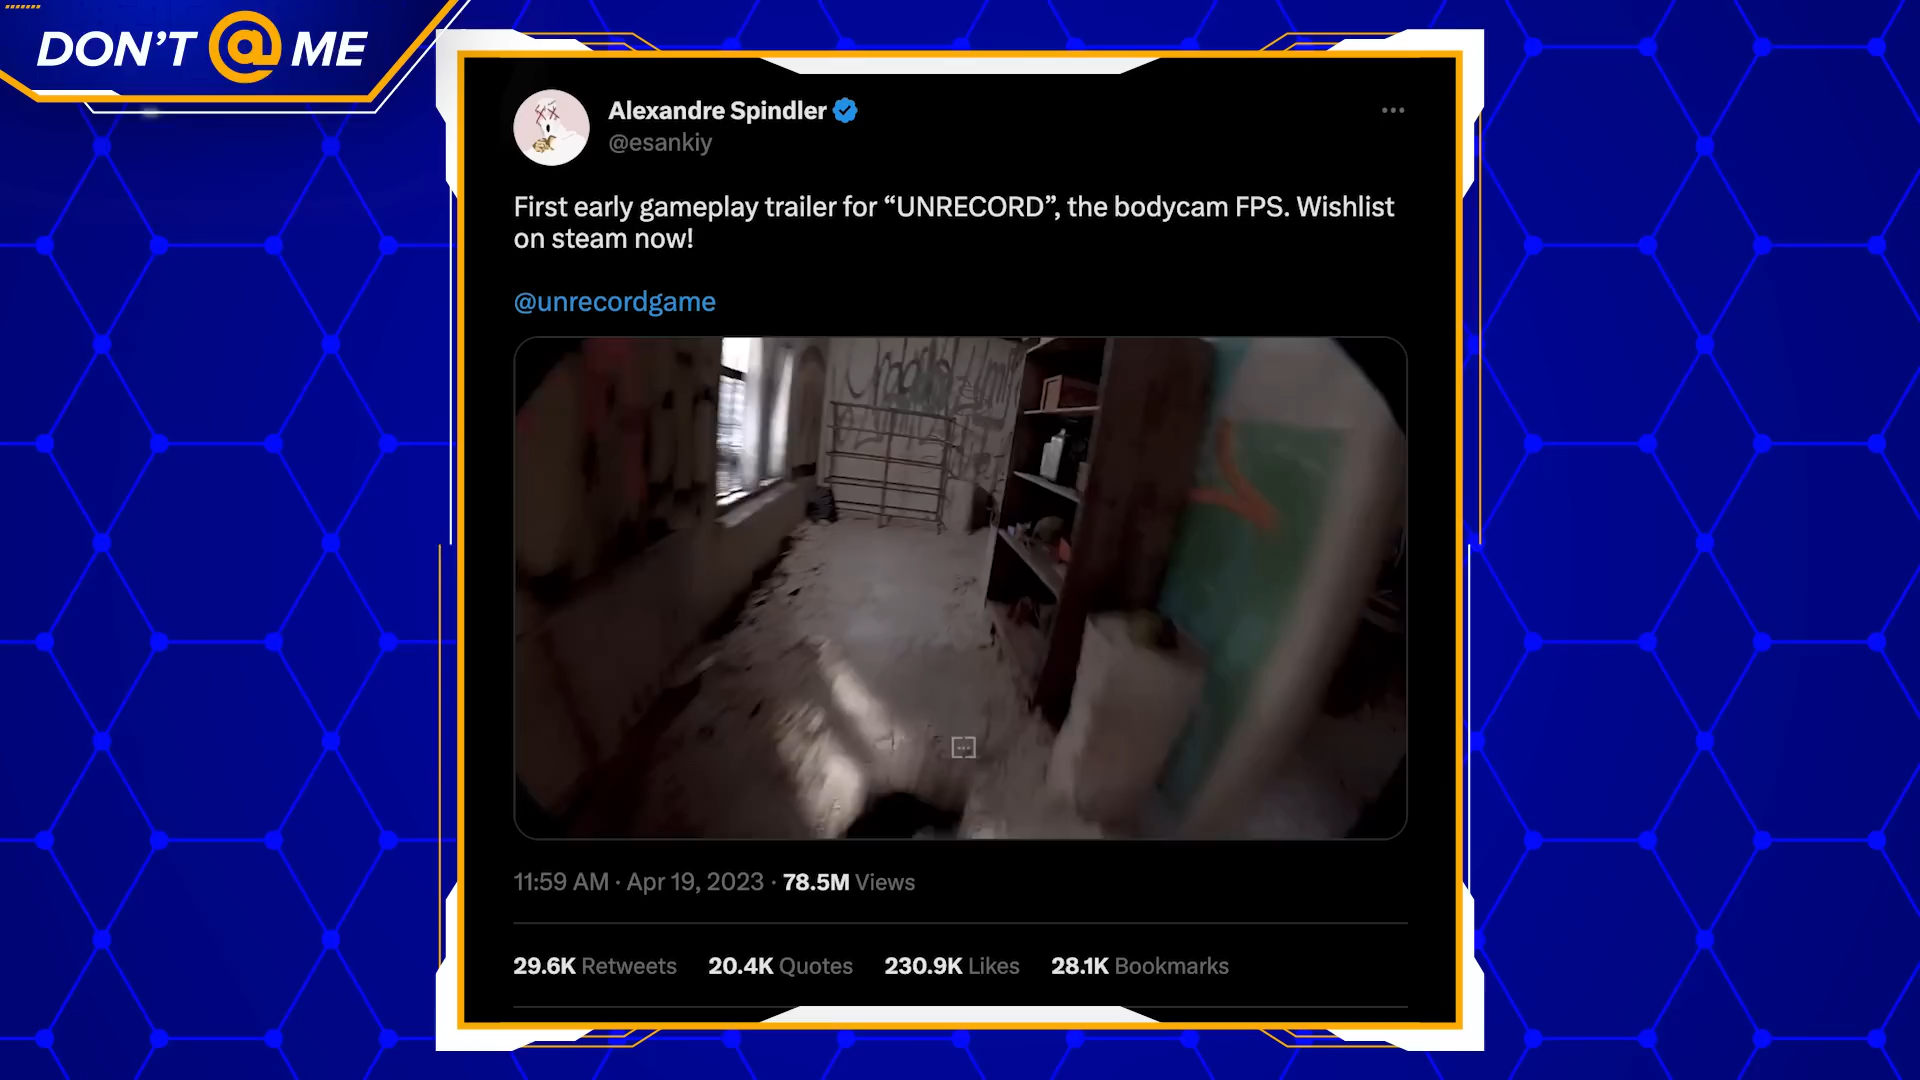 DON'T @ ME
Alexandre Spindler
@esankiy
First early gameplay trailer for “UNRECORD”, the bodycam FPS. Wishlist
on steam now!
@unrecordgame
11:59 AM · Apr 19, 2023 · 78.5M Views
29.6K Retweets 20.4K Quotes 230.9K Likes 28.1K Bookmarks